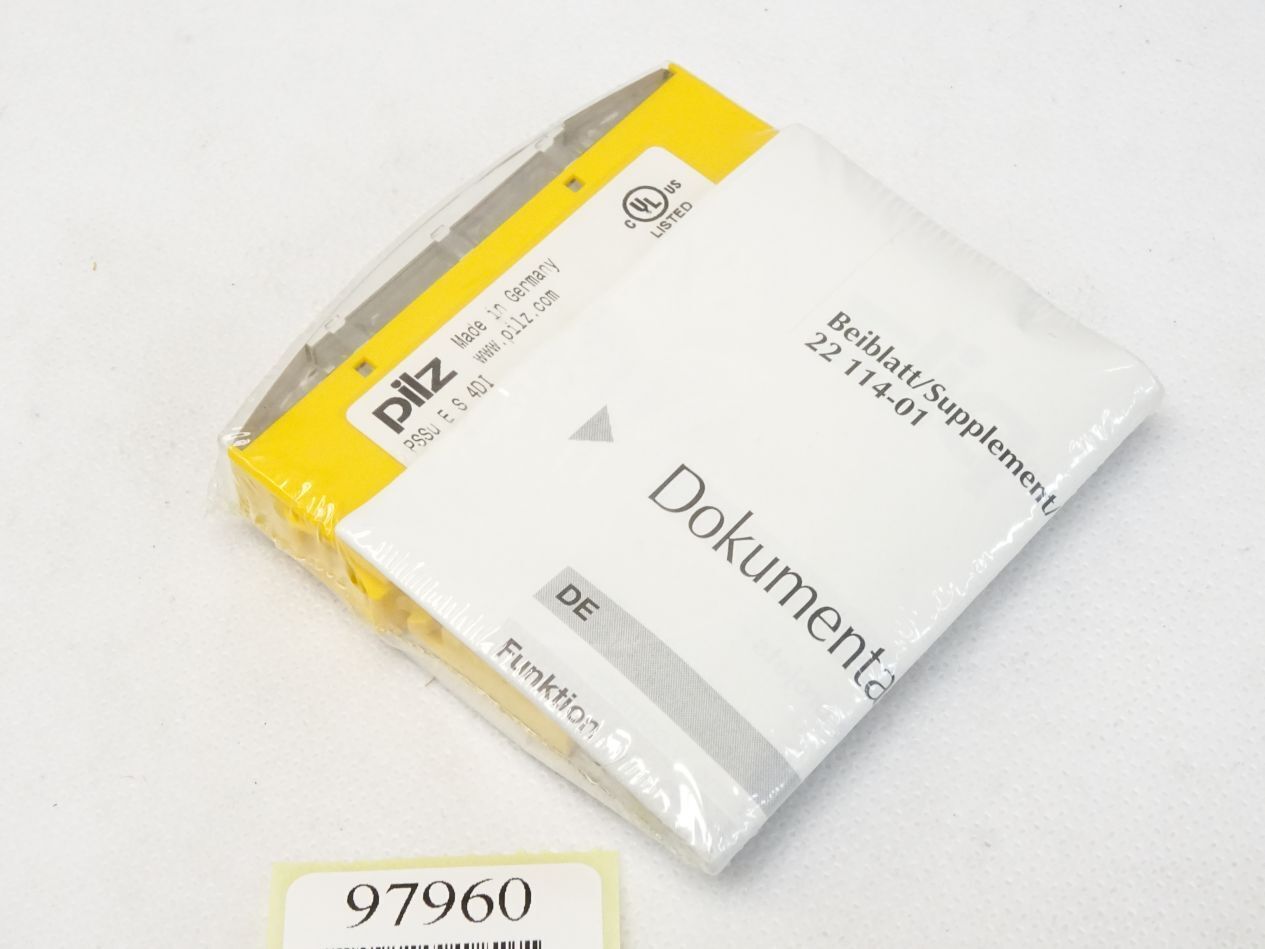 C UL US
LISTED
Made in Germany
www.pilz.com
pilz
PSSu E S 4DI
Beiblatt/Supplement/
22 114-01
Dokumenta
DE
Funktion
97960